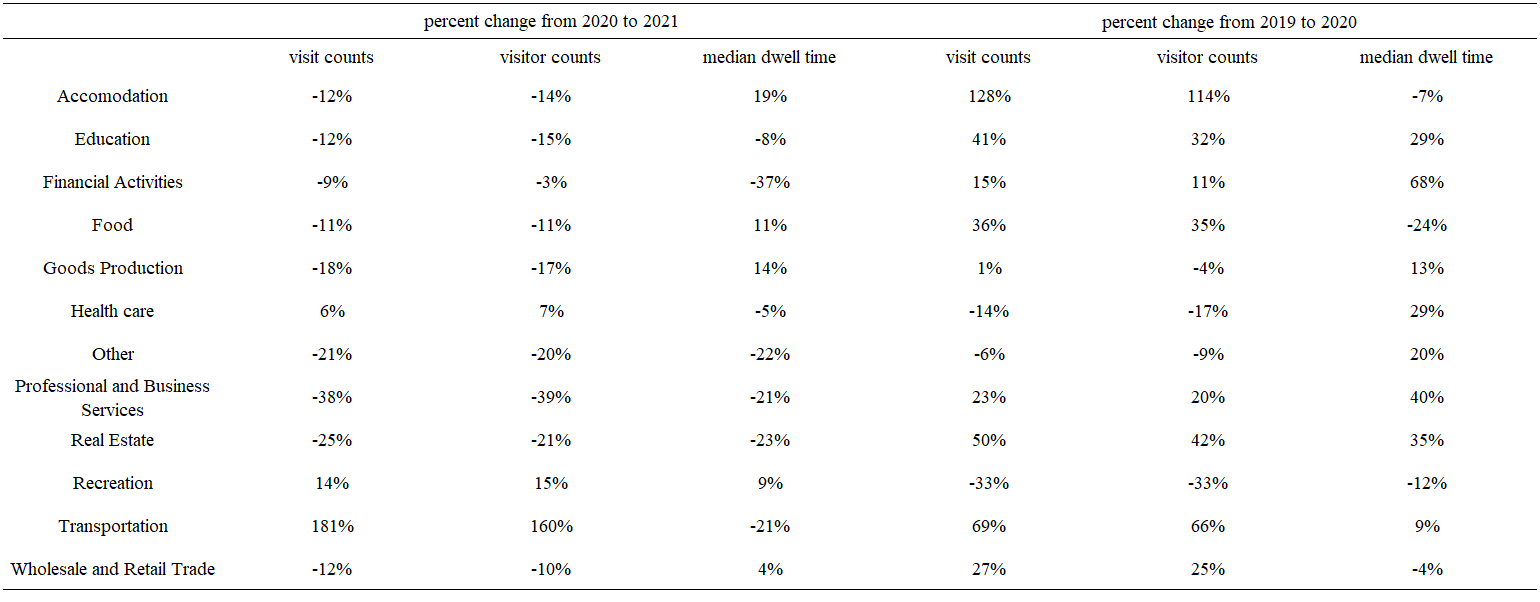 percent change from 2020 to 2021 percent change from 2019 to 2020
visit counts visitor counts median dwell time visit counts visitor counts median dwell time
Accomodation -12% -14% 19% 128% 114% -7%
Education -12% -15% -8% 41% 32% 29%
Financial Activities -9% -3% -37% 15% 11% 68%
Food -11% -11% 11% 36% 35% -24%
Goods Production -18% -17% 14% 1% -4% 13%
Health care 6% 7% -5% -14% -17% 29%
Other -21% -20% -22% -6% -9% 20%
Professional and Business
Services -38% -39% -21% 23% 20% 40%
Real Estate -25% -21% -23% 50% 42% 35%
Recreation 14% 15% 9% -33% -33% -12%
Transportation 181% 160% -21% 69% 66% 9%
Wholesale and Retail Trade -12% -10% 4% 27% 25% -4%